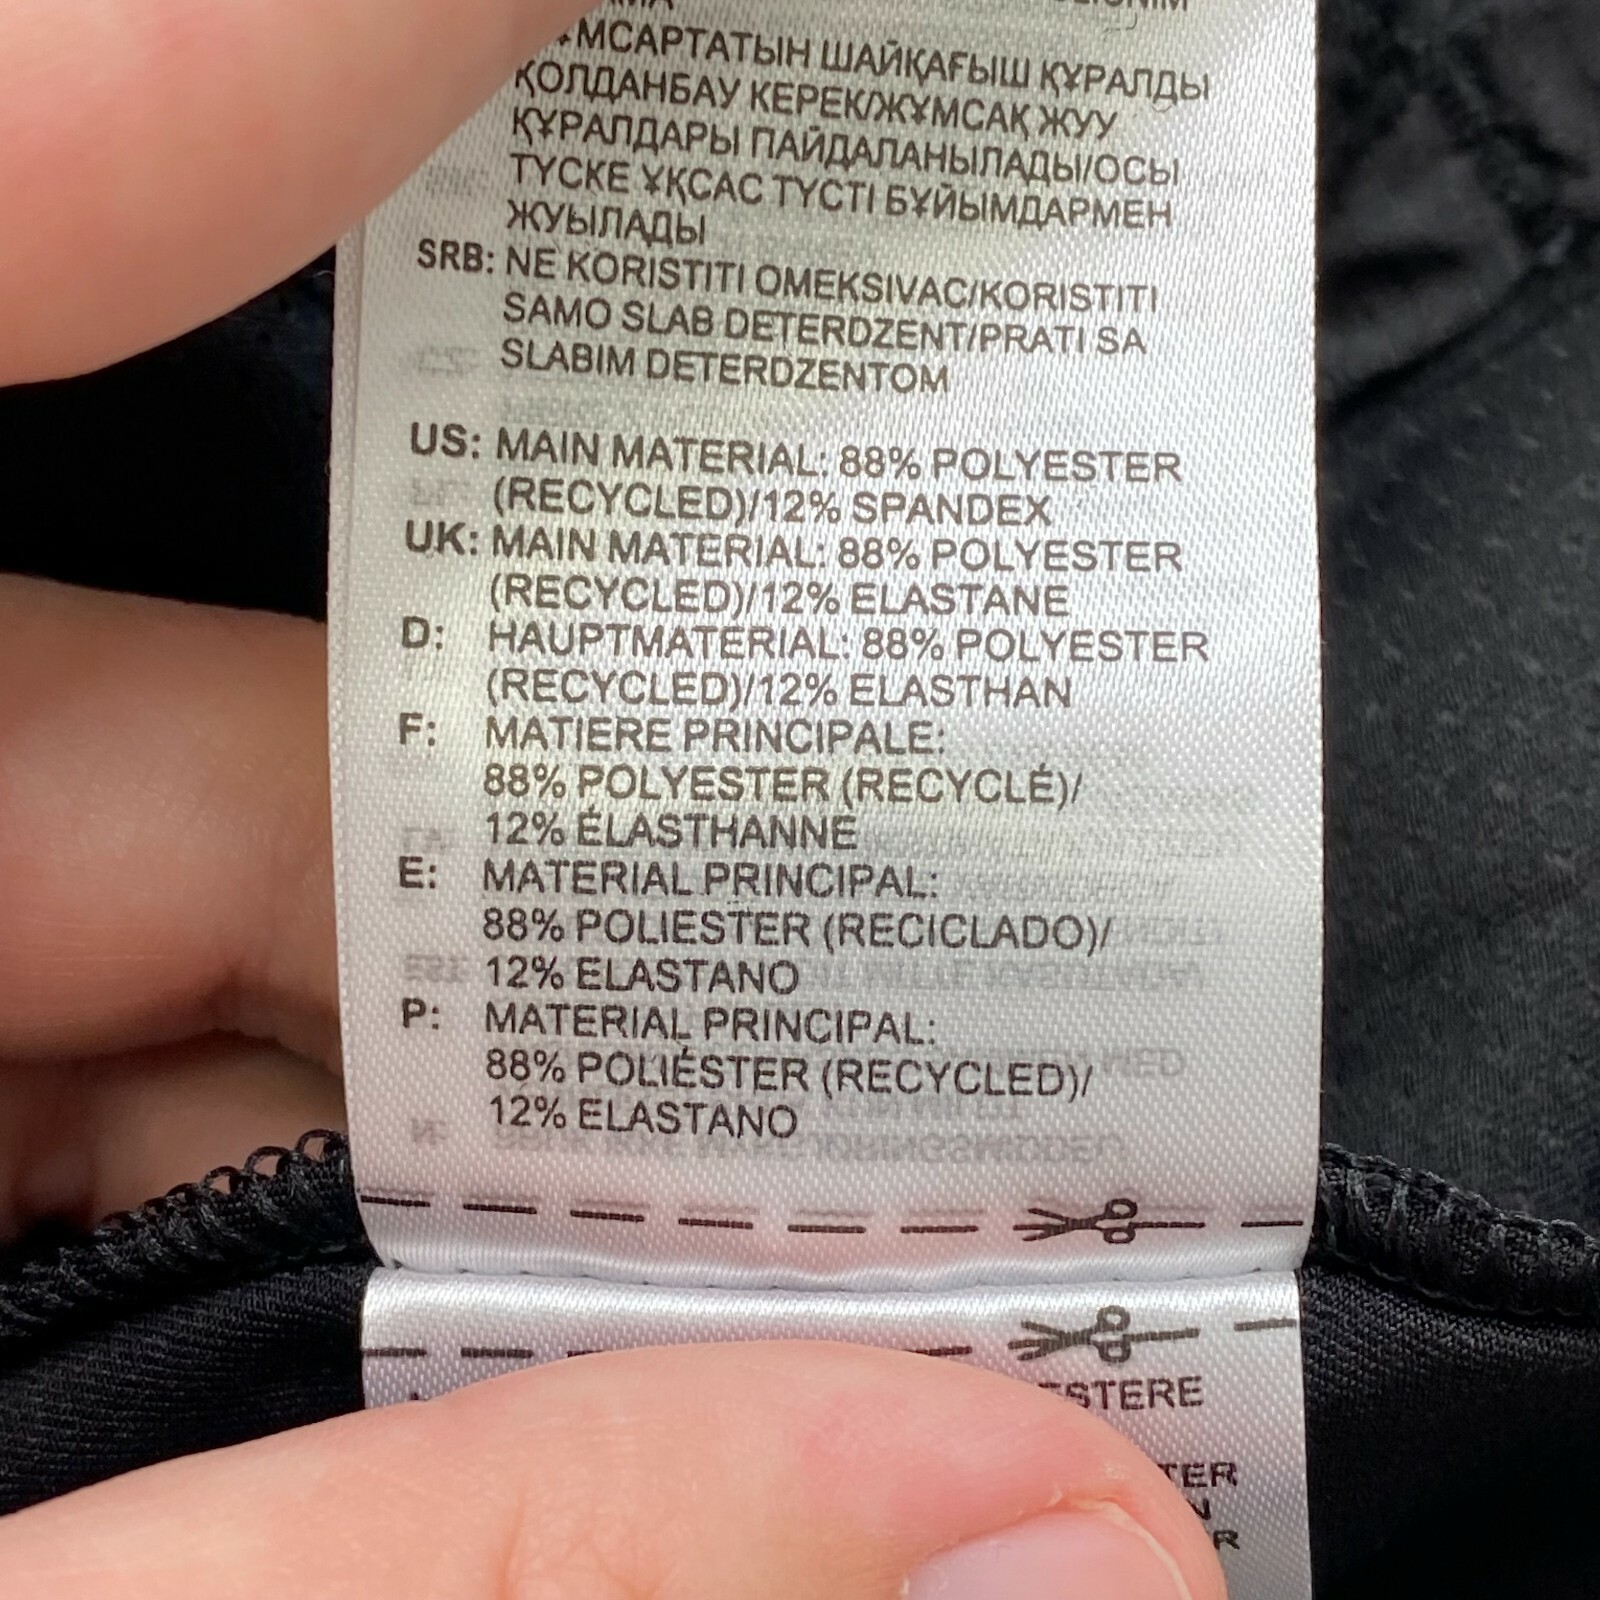 ШАЙҚАҒЫШ ҚҰРАЛДЫ
ҚОЛДАНБАУ КЕРЕК/ЖҰМСАҚ ЖУУ
ҚҰРАЛДАРЫ ПАЙДАЛАНЫЛАДЫ/ОСЫ
ТҮСКЕ ҰҚСАС ТҮСТІ БҰЙЫМДАРМЕН
ЖУЫЛАДЫ
SRB: NE KORISTITI OMEKSIVAC/KORISTITI
SAMO SLAB DETERDZENT/PRATI SA
SLABIM DETERDZENTOM
US: MAIN MATERIAL: 88% POLYESTER
(RECYCLED)/12% SPANDEX
UK: MAIN MATERIAL: 88% POLYESTER
(RECYCLED)/12% ELASTANE
D: HAUPTMATERIAL: 88% POLYESTER
(RECYCLED)/12% ELASTHAN
F: MATIERE PRINCIPALE:
88% POLYESTER (RECYCLÉ)/
12% ÉLASTHANNE
E: MATERIAL PRINCIPAL:
88% POLIESTER (RECICLADO)/
12% ELASTANO
P: MATERIAL PRINCIPAL:
88% POLIÉSTER (RECYCLED)/
12% ELASTANO